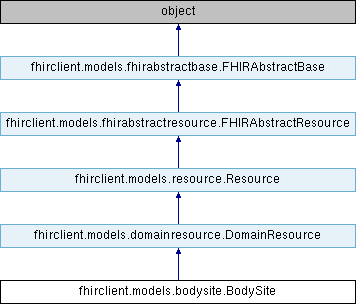 object
fhirclient.models.fhirabstractbase.FHIRAbstractBase
fhirclient.models.fhirabstractresource.FHIRAbstractResource
fhirclient.models.resource.Resource
fhirclient.models.domainresource.DomainResource
fhirclient.models.bodysite.BodySite